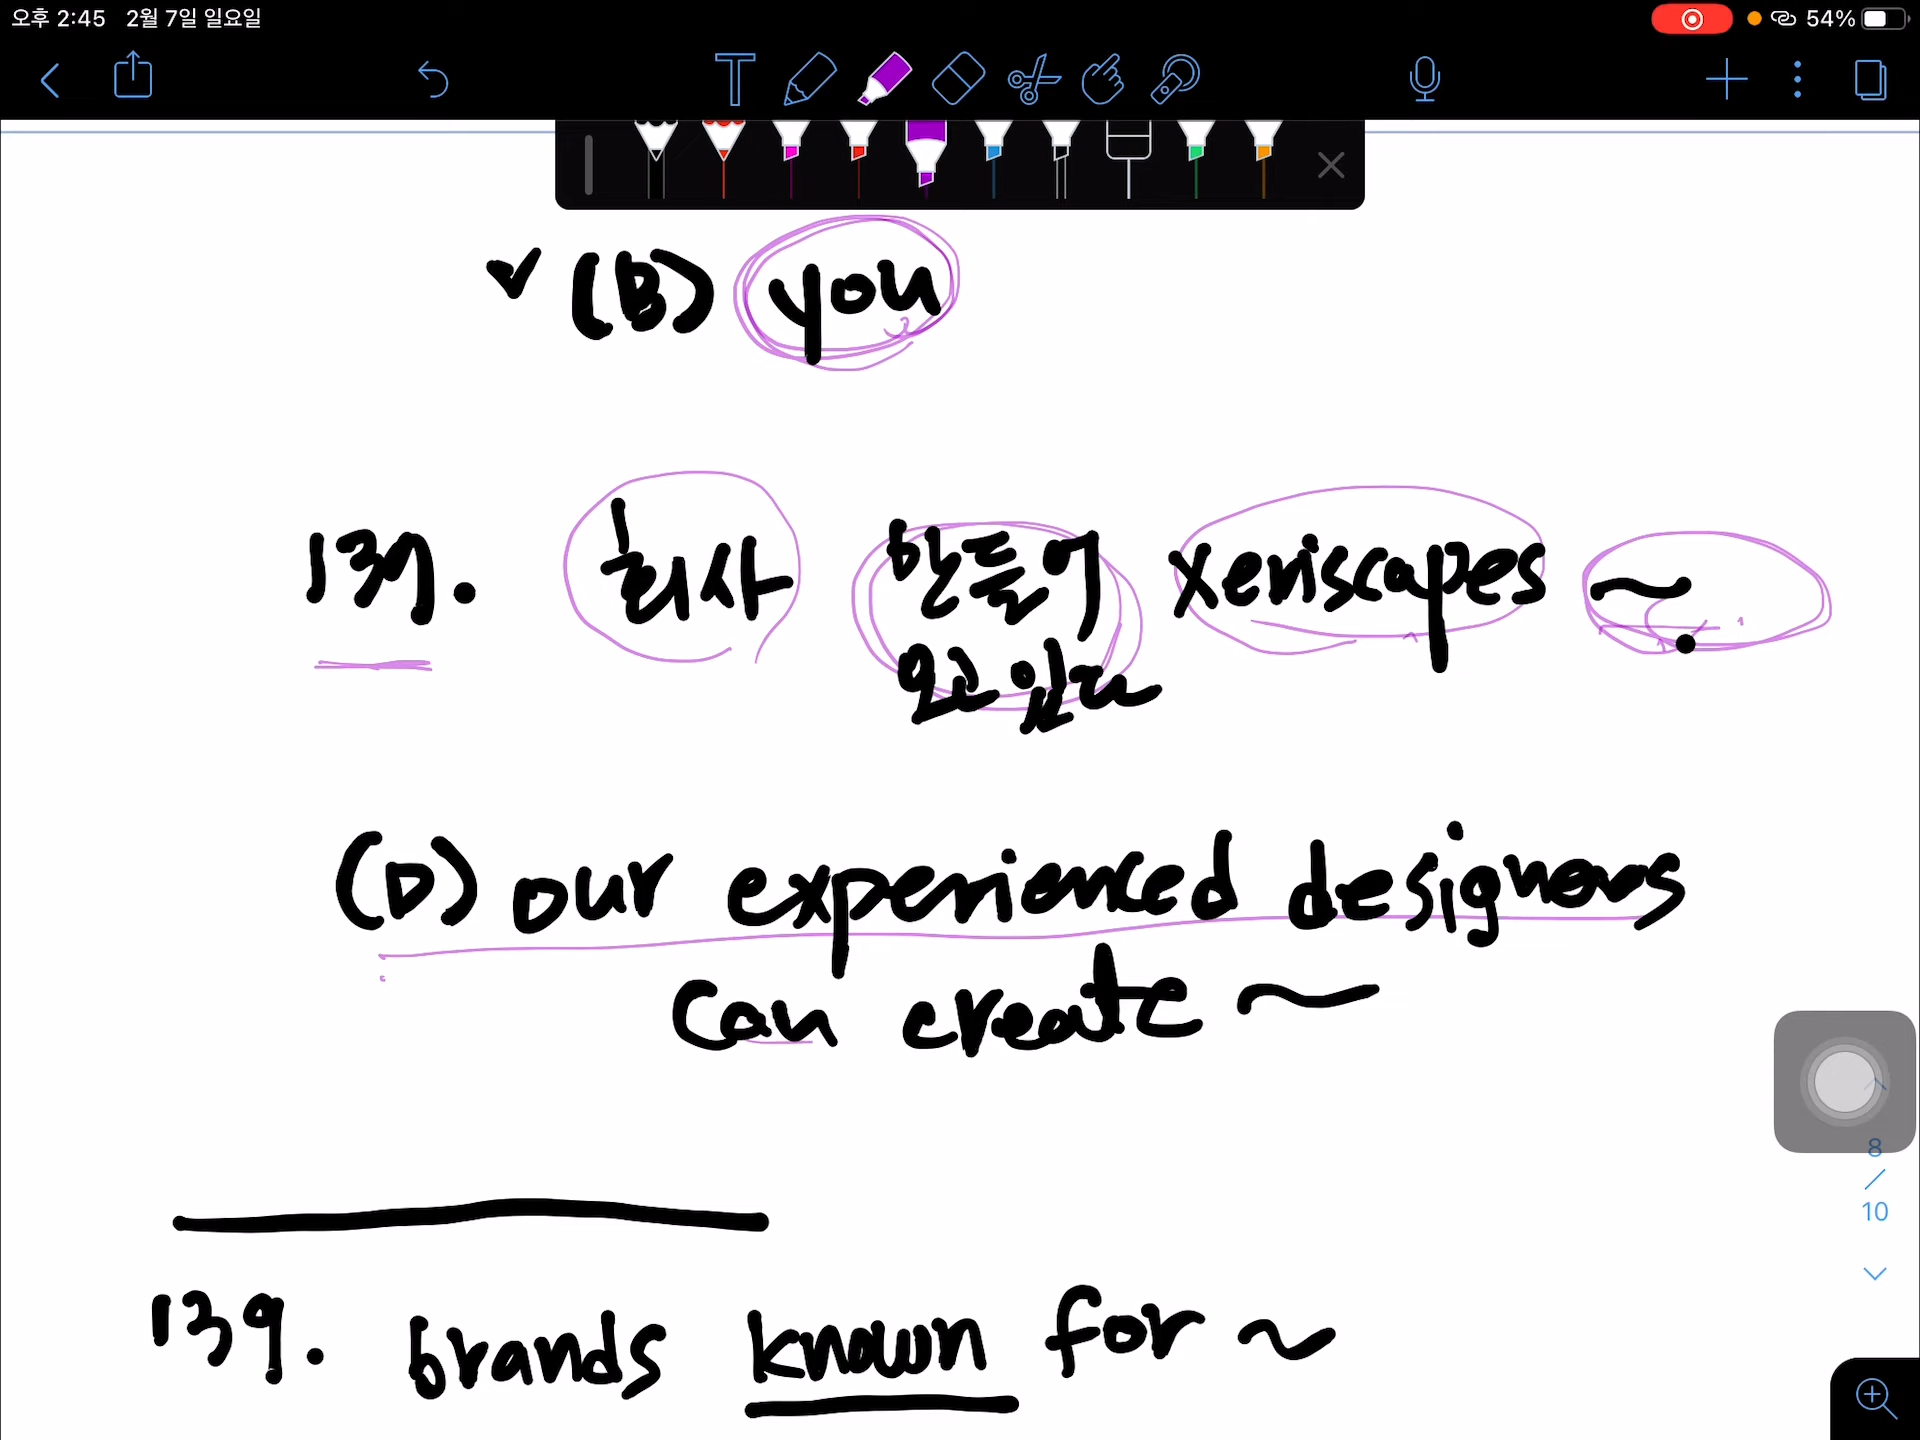 오후 2:45 2월 7일 일요일 54%
✓ (B) you
137. 회사 만들어 xeriscapes ~
오고 있다
(D) our experienced designers
can create ~
8
/
10
139. brands known for ~